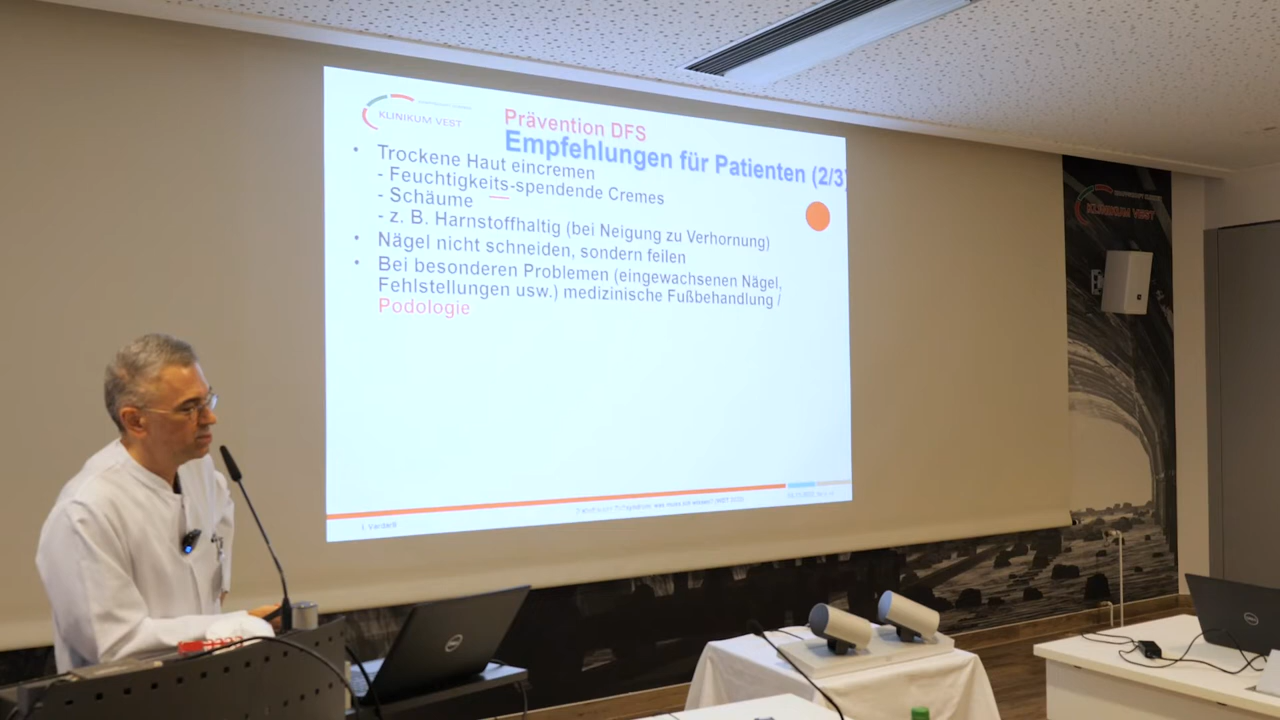 KLINIKUM VEST
Prävention DFS
Empfehlungen für Patienten (2/3)
• Trockene Haut eincremen
- Feuchtigkeits-spendende Cremes
- Schäume
- z. B. Harnstoffhaltig (bei Neigung zu Verhornung)
• Nägel nicht schneiden, sondern feilen
• Bei besonderen Problemen (eingewachsenen Nägel,
Fehlstellungen usw.) medizinische Fußbehandlung /
Podologie
KLINIKUM VEST
DELL
DELL